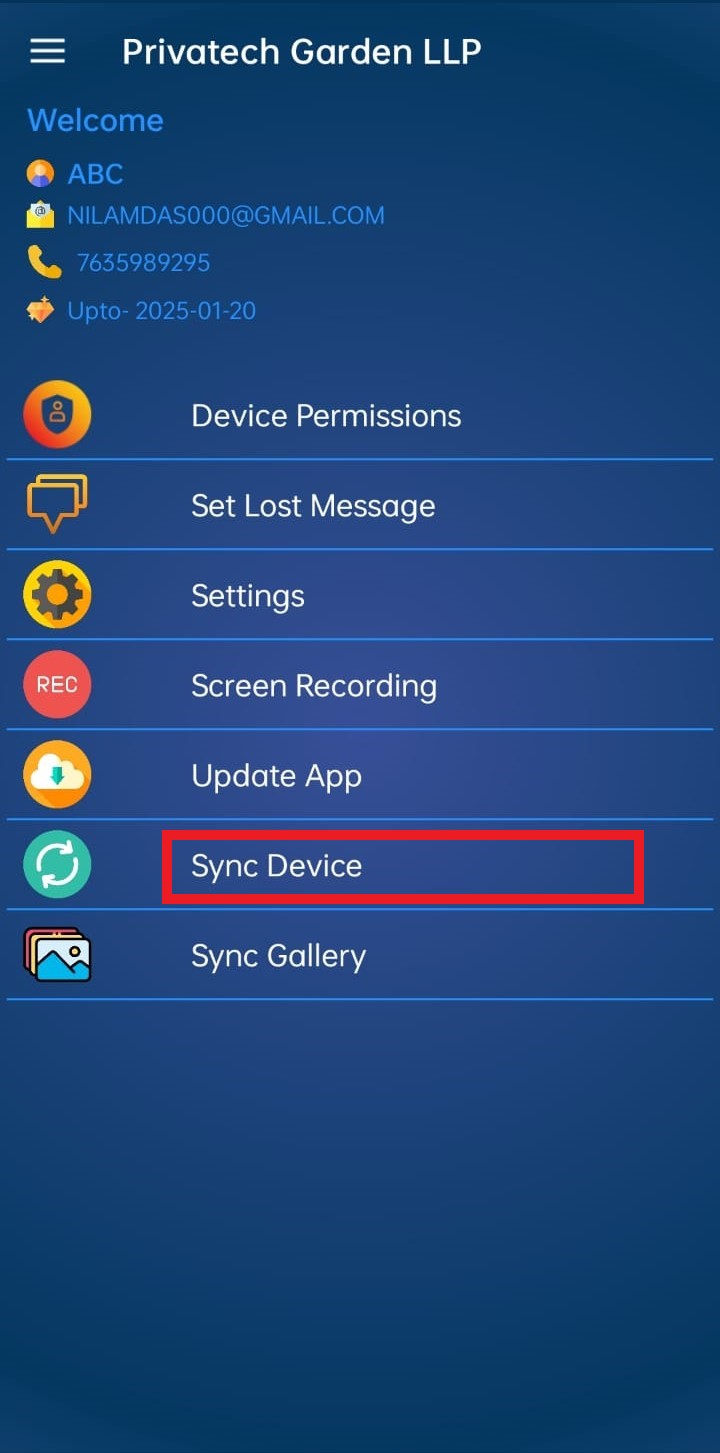 Privatech Garden LLP
Welcome
ABC
@
NILAMDAS000@GMAIL.COM
7635989295
Upto- 2025-01-20
Device Permissions
Set Lost Message
Settings
REC
Screen Recording
Update App
Sync Device
Sync Gallery